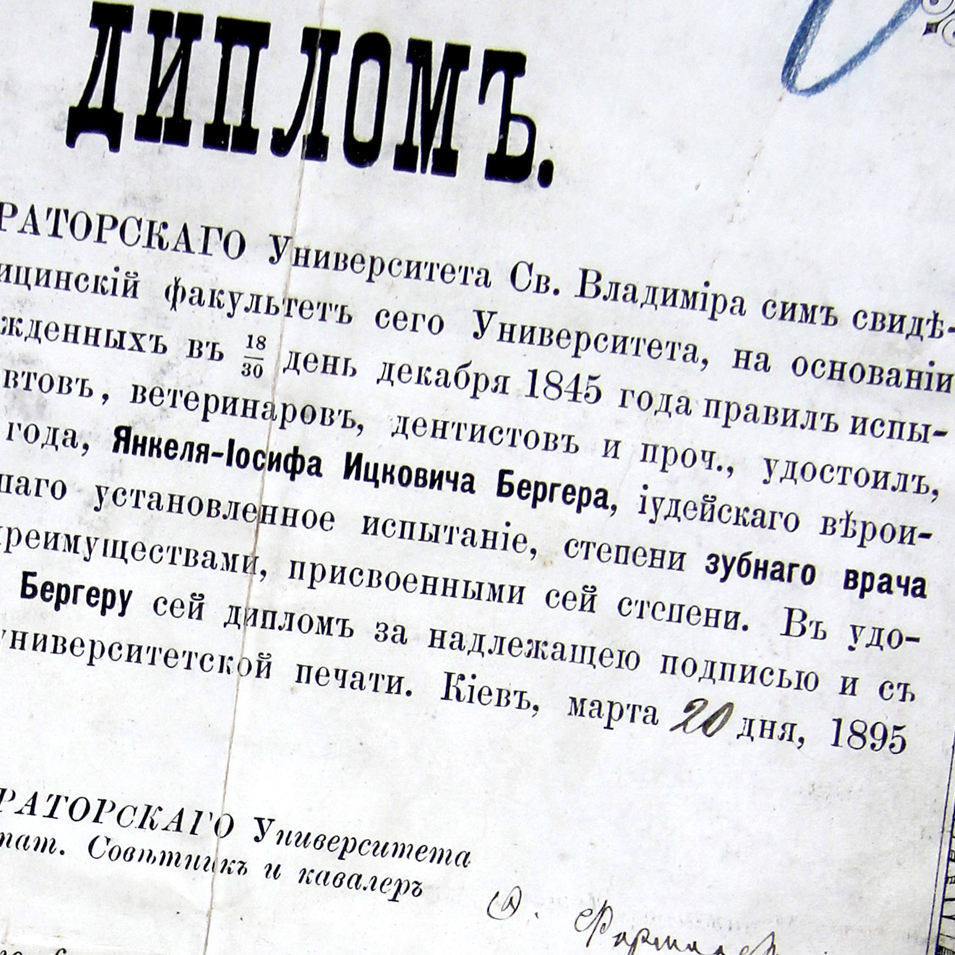 ДИПЛОМЪ.
РАТОРСКАГО Университета Св. Владиміра симъ свидѣ-
ицинскій факультетъ сего Университета, на основаніи
жденныхъ въ 18/30 день декабря 1845 года правилъ испы-
втовъ, ветеринаровъ, дентистовъ и проч., удостоилъ,
года, Янкеля-Іосифа Ицковича Бергера, іудейскаго вѣрои-
шаго установленное испытаніе, степени зубнаго врача
преимуществами, присвоенными сей степени. Въ удо-
Бергеру сей дипломъ за надлежащею подписью и съ
университетской печати. Кіевъ, марта 20 дня, 1895
РАТОРСКАГО Университета
тат. Совѣтникъ и кавалеръ